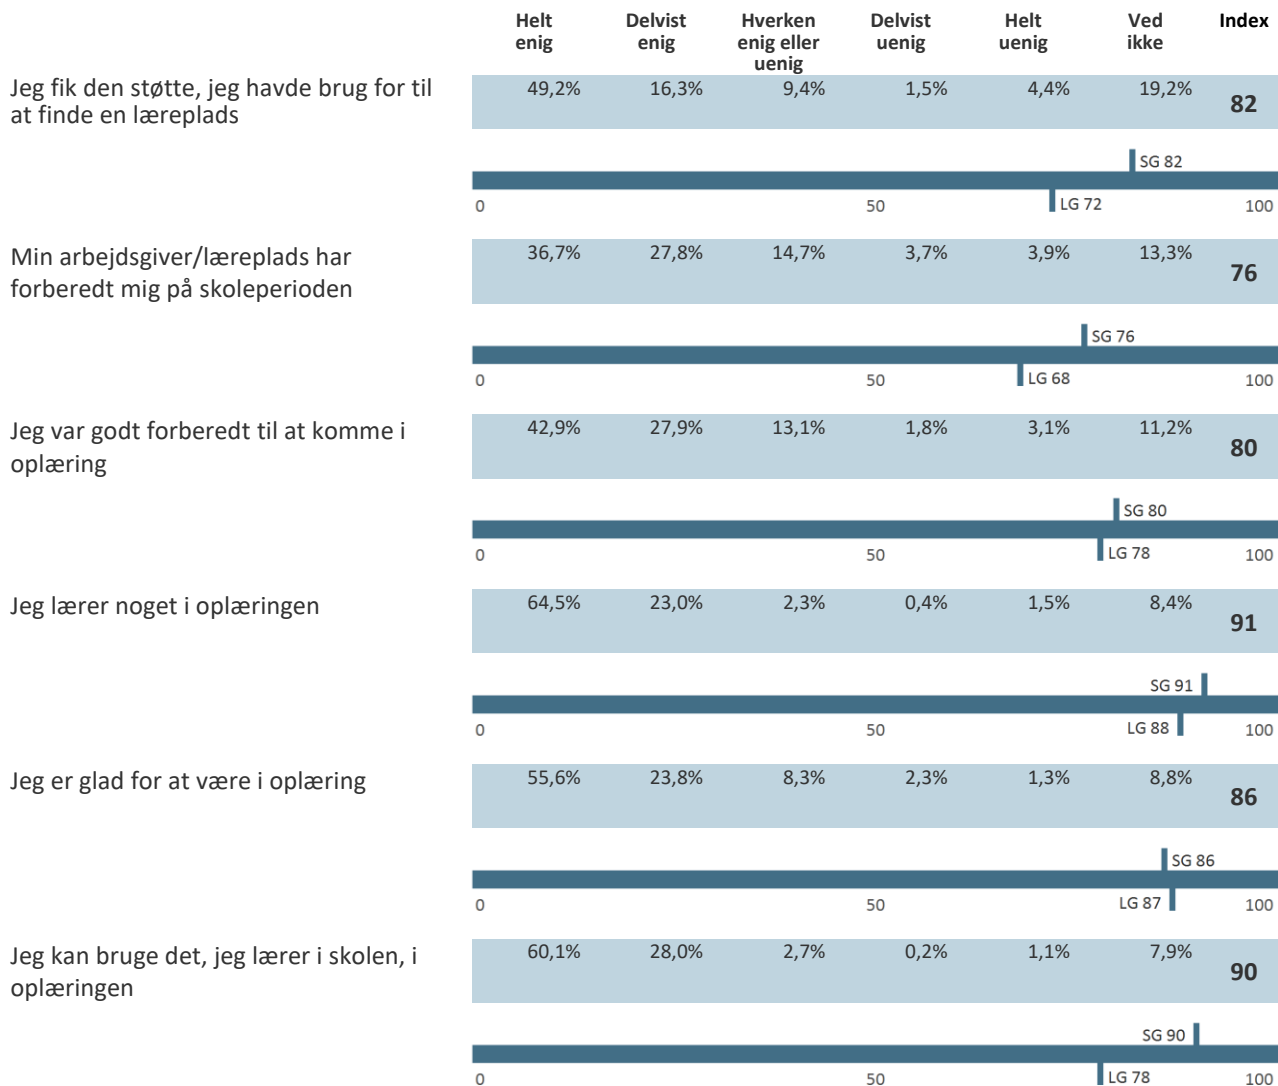 Helt enig Delvist enig Hverken enig eller uenig Delvist uenig Helt uenig Ved ikke Index
Jeg fik den støtte, jeg havde brug for til
at finde en læreplads
49,2% 16,3% 9,4% 1,5% 4,4% 19,2% 82
SG 82
0 50 LG 72 100
Min arbejdsgiver/læreplads har
forberedt mig på skoleperioden
36,7% 27,8% 14,7% 3,7% 3,9% 13,3% 76
SG 76
0 50 LG 68 100
Jeg var godt forberedt til at komme i
oplæring
42,9% 27,9% 13,1% 1,8% 3,1% 11,2% 80
SG 80
0 50 LG 78 100
Jeg lærer noget i oplæringen
64,5% 23,0% 2,3% 0,4% 1,5% 8,4% 91
SG 91
0 50 LG 88 100
Jeg er glad for at være i oplæring
55,6% 23,8% 8,3% 2,3% 1,3% 8,8% 86
SG 86
0 50 LG 87 100
Jeg kan bruge det, jeg lærer i skolen, i
oplæringen
60,1% 28,0% 2,7% 0,2% 1,1% 7,9% 90
SG 90
0 50 LG 78 100